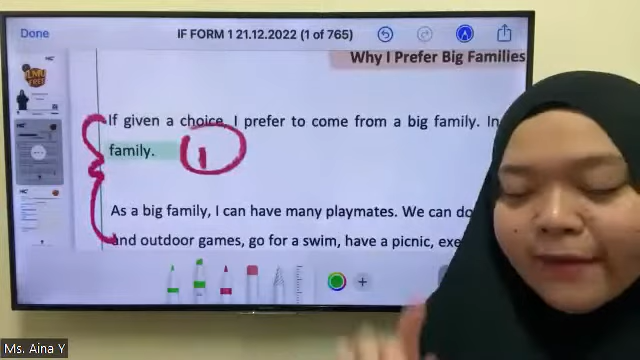 Done IF FORM 1 21.12.2022 (1 of 765)
Why I Prefer Big Families
If given a choice, I prefer to come from a big family. In
family.
1
As a big family, I can have many playmates. We can do
and outdoor games, go for a swim, have a picnic, exe
Ms. Aina Y